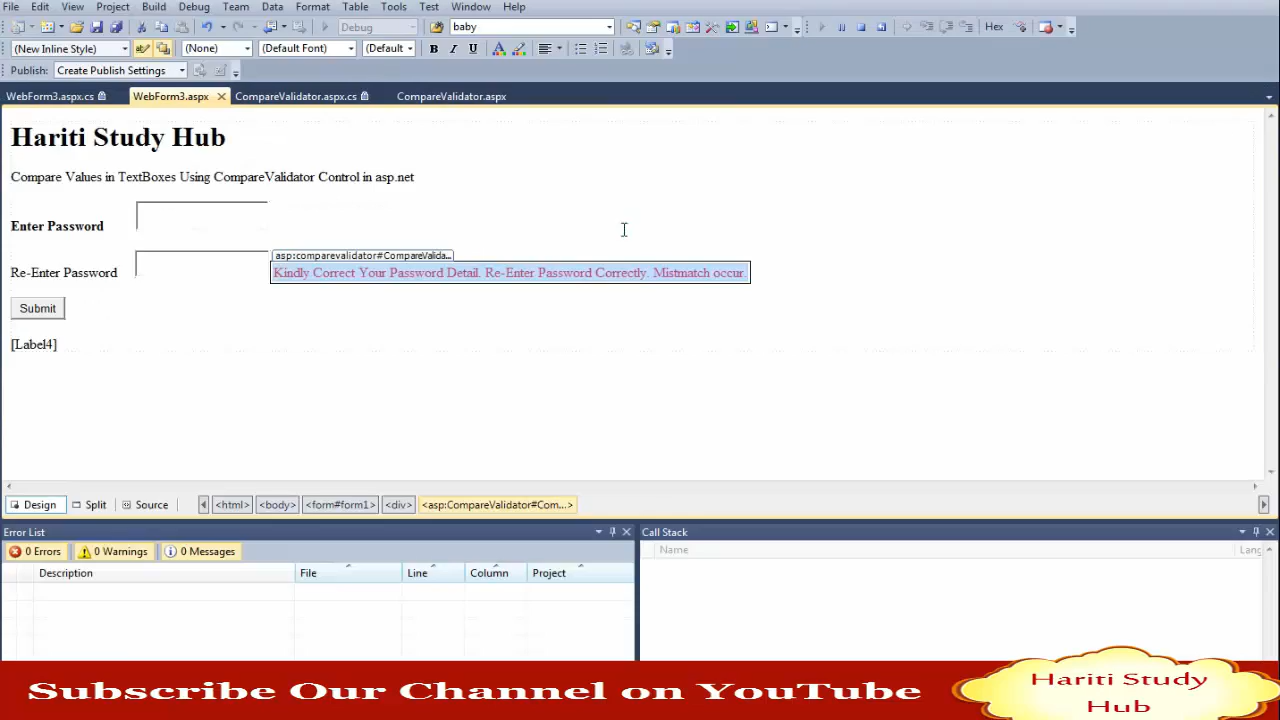 File Edit View Project Build Debug Team Data Format Table Tools Test Window Help
Debug baby Hex
(New Inline Style) (None) (Default Font) (Default B I U A
Publish: Create Publish Settings
WebForm3.aspx.cs WebForm3.aspx CompareValidator.aspx.cs CompareValidator.aspx
Hariti Study Hub
Compare Values in TextBoxes Using CompareValidator Control in asp.net
Enter Password
asp:comparevalidator#CompareValida...
Re-Enter Password Kindly Correct Your Password Detail. Re-Enter Password Correctly. Mistmatch occur.
Submit
[Label4]
Design Split Source <html> <body> <form#form1> <div> <asp:CompareValidator#Com...>
Error List Call Stack
0 Errors 0 Warnings 0 Messages Name Lang
Description File Line Column Project
Subscribe Our Channel on YouTube
Hariti Study
Hub